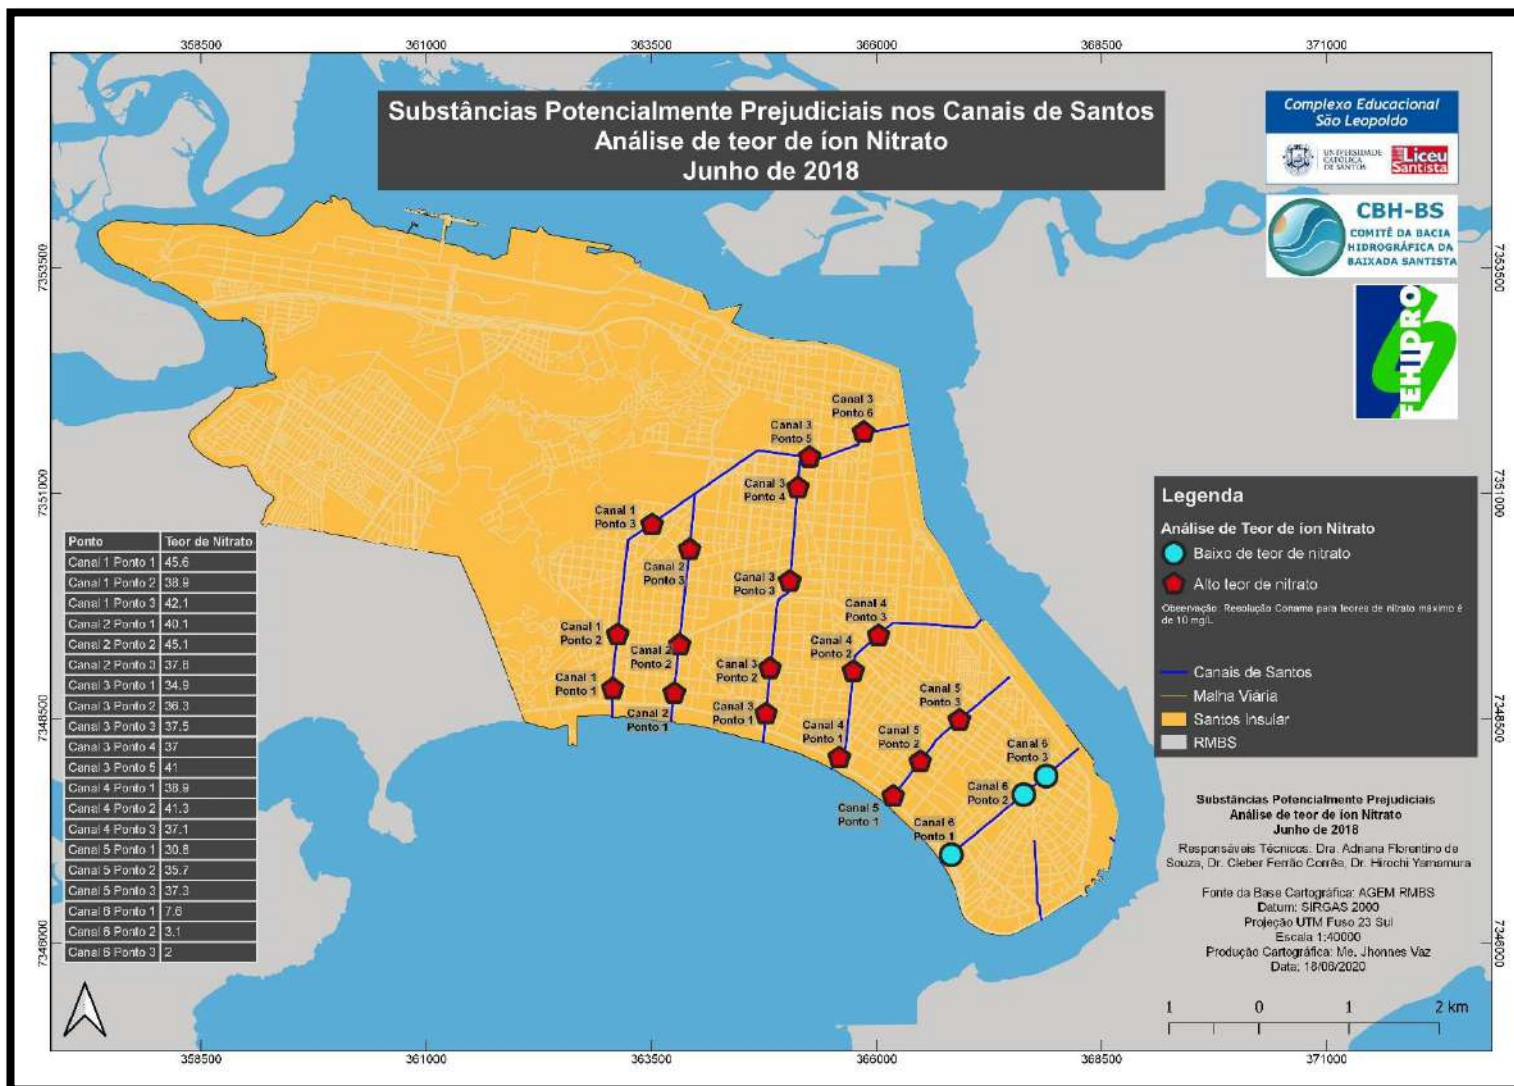 358500 361000 363500 366000 368500 371000
Substâncias Potencialmente Prejudiciais nos Canais de Santos
Análise de teor de íon Nitrato
Junho de 2018
Complexo Educacional
São Leopoldo
UNIVERSIDADE
CATÓLICA
DE SANTOS
Liceu
Santista
CBH-BS
COMITÊ DA BACIA
HIDROGRÁFICA DA
BAIXADA SANTISTA
FEHIDRO
7353500
7353500
7351000
7351000
7348500
7348500
7346000
7346000
Canal 3
Ponto 6
Canal 3
Ponto 5
Canal 3
Ponto 4
Canal 1
Ponto 3
Canal 2
Ponto 3
Canal 3
Ponto 3
Canal 4
Ponto 3
Canal 1
Ponto 2
Canal 2
Ponto 2
Canal 4
Ponto 2
Canal 3
Ponto 2
Canal 1
Ponto 1
Canal 5
Ponto 3
Canal 3
Ponto 1
Canal 2
Ponto 1
Canal 4
Ponto 1
Canal 5
Ponto 2
Canal 6
Ponto 3
Canal 6
Ponto 2
Canal 5
Ponto 1
Canal 6
Ponto 1
Ponto Teor de Nitrato
Canal 1 Ponto 1 45.6
Canal 1 Ponto 2 38.9
Canal 1 Ponto 3 42.1
Canal 2 Ponto 1 40.1
Canal 2 Ponto 2 45.1
Canal 2 Ponto 3 37.8
Canal 3 Ponto 1 34.9
Canal 3 Ponto 2 36.3
Canal 3 Ponto 3 37.5
Canal 3 Ponto 4 37
Canal 3 Ponto 5 41
Canal 4 Ponto 1 38.9
Canal 4 Ponto 2 41.3
Canal 4 Ponto 3 37.1
Canal 5 Ponto 1 30.8
Canal 5 Ponto 2 35.7
Canal 5 Ponto 3 37.3
Canal 6 Ponto 1 7.6
Canal 6 Ponto 2 3.1
Canal 6 Ponto 3 2
Legenda
Análise de Teor de íon Nitrato
Baixo de teor de nitrato
Alto teor de nitrato
Observação: Resolução Conama para teores de nitrato máximo é
de 10 mg/L
Canais de Santos
Malha Viária
Santos Insular
RMBS
Substâncias Potencialmente Prejudiciais
Análise de teor de íon Nitrato
Junho de 2018
Responsáveis Técnicos: Dra. Adriana Florentino de
Souza, Dr. Cleber Ferrão Corrêa, Dr. Hirochi Yamamura
Fonte da Base Cartográfica: AGEM RMBS
Datum: SIRGAS 2000
Projeção UTM Fuso 23 Sul
Escala 1:40000
Produção Cartográfica: Me. Jhonnes Vaz
Data: 18/06/2020
1 0 1 2 km
358500 361000 363500 366000 368500 371000